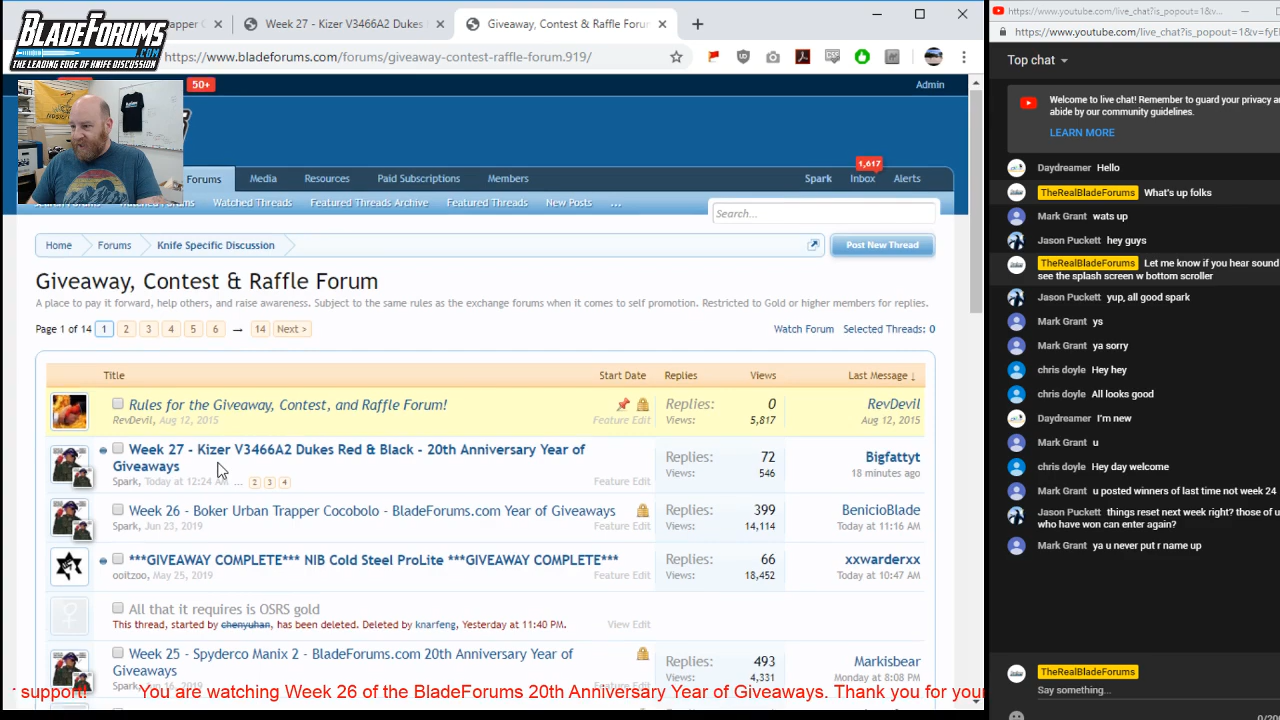 BladeForums
.COM
THE LEADING EDGE OF KNIFE DISCUSSION
Week 27 - Kizer V3466A2 Dukes
Giveaway, Contest & Raffle Forum
https://www.bladeforums.com/forums/giveaway-contest-raffle-forum.919/
50+
Admin
1,617
Forums Media Resources Paid Subscriptions Members Spark Inbox Alerts
Watched Threads Featured Threads Archive Featured Threads New Posts ...
Search...
Home Forums Knife Specific Discussion Post New Thread
Giveaway, Contest & Raffle Forum
A place to pay it forward, help others, and raise awareness. Subject to the same rules as the exchange forums when it comes to self promotion. Restricted to Gold or higher members for replies.
Page 1 of 14 1 2 3 4 5 6 → 14 Next > Watch Forum Selected Threads: 0
Title Start Date Replies Views Last Message ↓
Rules for the Giveaway, Contest, and Raffle Forum! Replies: 0 RevDevil
RevDevil, Aug 12, 2015 Feature Edit Views: 5,817 Aug 12, 2015
Week 27 - Kizer V3466A2 Dukes Red & Black - 20th Anniversary Year of
Giveaways Replies: 72 Bigfattyt
Spark, Today at 12:24 AM ... 2 3 4 Feature Edit Views: 546 18 minutes ago
Week 26 - Boker Urban Trapper Cocobolo - BladeForums.com Year of Giveaways Replies: 399 BenicioBlade
Spark, Jun 23, 2019 Feature Edit Views: 14,114 Today at 11:16 AM
***GIVEAWAY COMPLETE*** NIB Cold Steel ProLite ***GIVEAWAY COMPLETE*** Replies: 66 xxwarderxx
ooitzoo, May 25, 2019 Feature Edit Views: 18,452 Today at 10:47 AM
All that it requires is OSRS gold
This thread, started by chenyuhan, has been deleted. Deleted by knarfeng, Yesterday at 11:40 PM. View Edit
Week 25 - Spyderco Manix 2 - BladeForums.com 20th Anniversary Year of
Giveaways Replies: 493 Markisbear
Views: 4,331 Monday at 8:08 PM
support! You are watching Week 26 of the BladeForums 20th Anniversary Year of Giveaways. Thank you for your
https://www.youtube.com/live_chat?is_popout=1&v...
https://www.youtube.com/live_chat?is_popout=1&v=fyE
Top chat
Welcome to live chat! Remember to guard your privacy an
abide by our community guidelines.
LEARN MORE
Daydreamer Hello
TheRealBladeForums What's up folks
Mark Grant wats up
Jason Puckett hey guys
TheRealBladeForums Let me know if you hear sound
see the splash screen w bottom scroller
Jason Puckett yup, all good spark
Mark Grant ys
Mark Grant ya sorry
chris doyle Hey hey
chris doyle All looks good
Daydreamer I'm new
Mark Grant u
chris doyle Hey day welcome
Mark Grant u posted winners of last time not week 24
Jason Puckett things reset next week right? those of u
who have won can enter again?
Mark Grant ya u never put r name up
TheRealBladeForums
Say something...